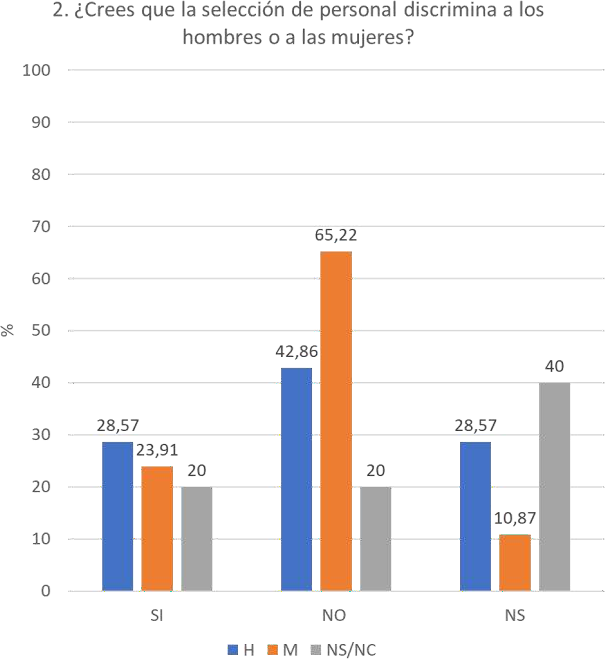 2. ¿Crees que la selección de personal discrimina a los
hombres o a las mujeres?
100
90
80
70
60
50
40
30
20
10
0
%
28,57
23,91
20
42,86
65,22
20
28,57
10,87
40
SI
NO
NS
H
M
NS/NC